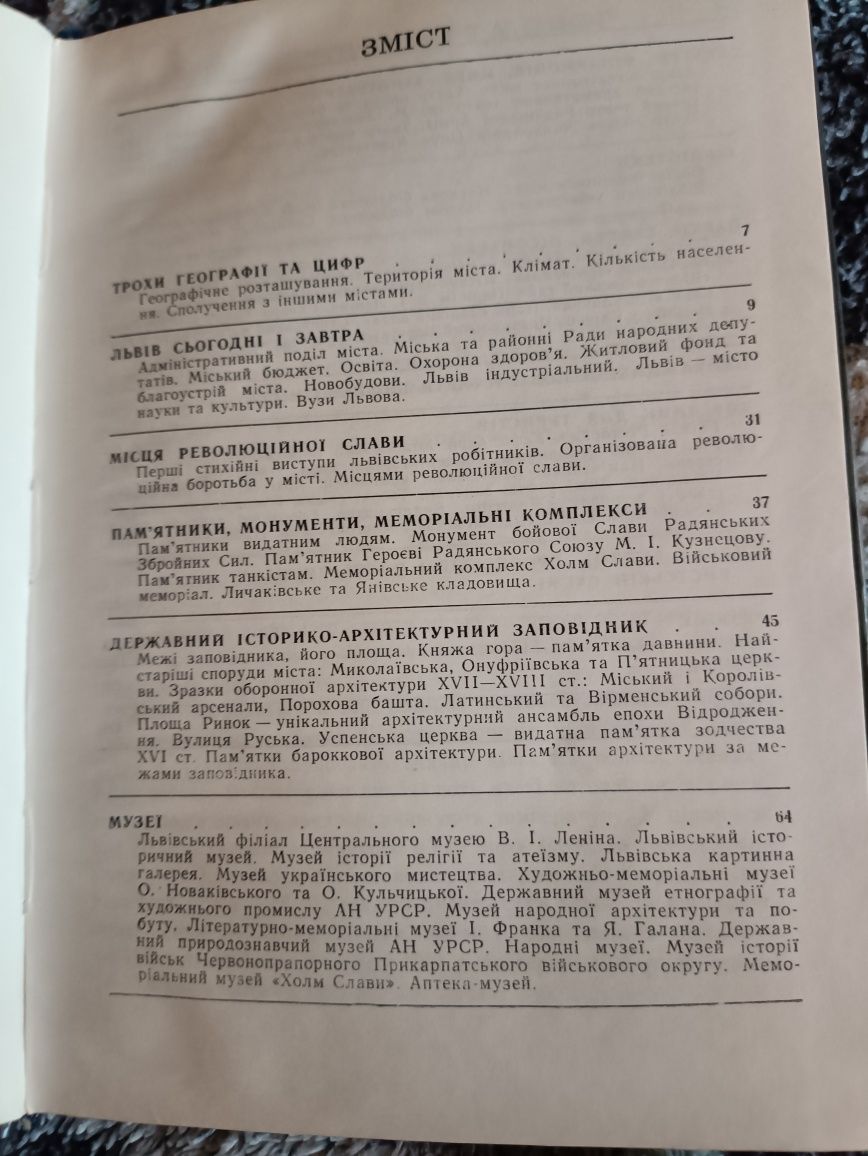 ЗМІСТ
ТРОХИ ГЕОГРАФІЇ ТА ЦИФР . . . . . . . . . 7
Географічне розташування. Територія міста. Клімат. Кількість населен-
ня. Сполучення з іншими містами.
ЛЬВІВ СЬОГОДНІ І ЗАВТРА . . . . . . . . . 9
Адміністративний поділ міста. Міська та районні Ради народних депу-
татів. Міський бюджет. Освіта. Охорона здоров'я. Житловий фонд та
благоустрій міста. Новобудови. Львів індустріальний. Львів — місто
науки та культури. Вузи Львова.
МІСЦЯ РЕВОЛЮЦІЙНОЇ СЛАВИ . . . . . . . . 31
Перші стихійні виступи львівських робітників. Організована револю-
ційна боротьба у місті. Місцями революційної слави.
ПАМ'ЯТНИКИ, МОНУМЕНТИ, МЕМОРІАЛЬНІ КОМПЛЕКСИ . . 37
Пам'ятники видатним людям. Монумент бойової Слави Радянських
Збройних Сил. Пам'ятник Героєві Радянського Союзу М. І. Кузнецову.
Пам'ятник танкістам. Меморіальний комплекс Холм Слави. Військовий
меморіал. Личаківське та Янівське кладовища.
ДЕРЖАВНИЙ ІСТОРИКО-АРХІТЕКТУРНИЙ ЗАПОВІДНИК . . 45
Межі заповідника, його площа. Княжа гора — пам'ятка давнини. Най-
старіші споруди міста: Миколаївська, Онуфріївська та П'ятницька церк-
ви. Зразки оборонної архітектури XVII—XVIII ст.: Міський і Королів-
ський арсенали, Порохова башта. Латинський та Вірменський собори.
Площа Ринок — унікальний архітектурний ансамбль епохи Відроджен-
ня. Вулиця Руська. Успенська церква — видатна пам'ятка зодчества
XVI ст. Пам'ятки бароккової архітектури. Пам'ятки архітектури за ме-
жами заповідника.
МУЗЕЇ . . . . . . . . . . . . . . . 64
Львівський філіал Центрального музею В. І. Леніна. Львівський істо-
ричний музей. Музей історії релігії та атеїзму. Львівська картинна
галерея. Музей українського мистецтва. Художньо-меморіальні музеї
О. Новаківського та О. Кульчицької. Державний музей етнографії та
художнього промислу АН УРСР. Музей народної архітектури та по-
буту. Літературно-меморіальні музеї І. Франка та Я. Галана. Держав-
ний природознавчий музей АН УРСР. Народні музеї. Музей історії
військ Червонопрапорного Прикарпатського військового округу. Мемо-
ріальний музей «Холм Слави». Аптека-музей.